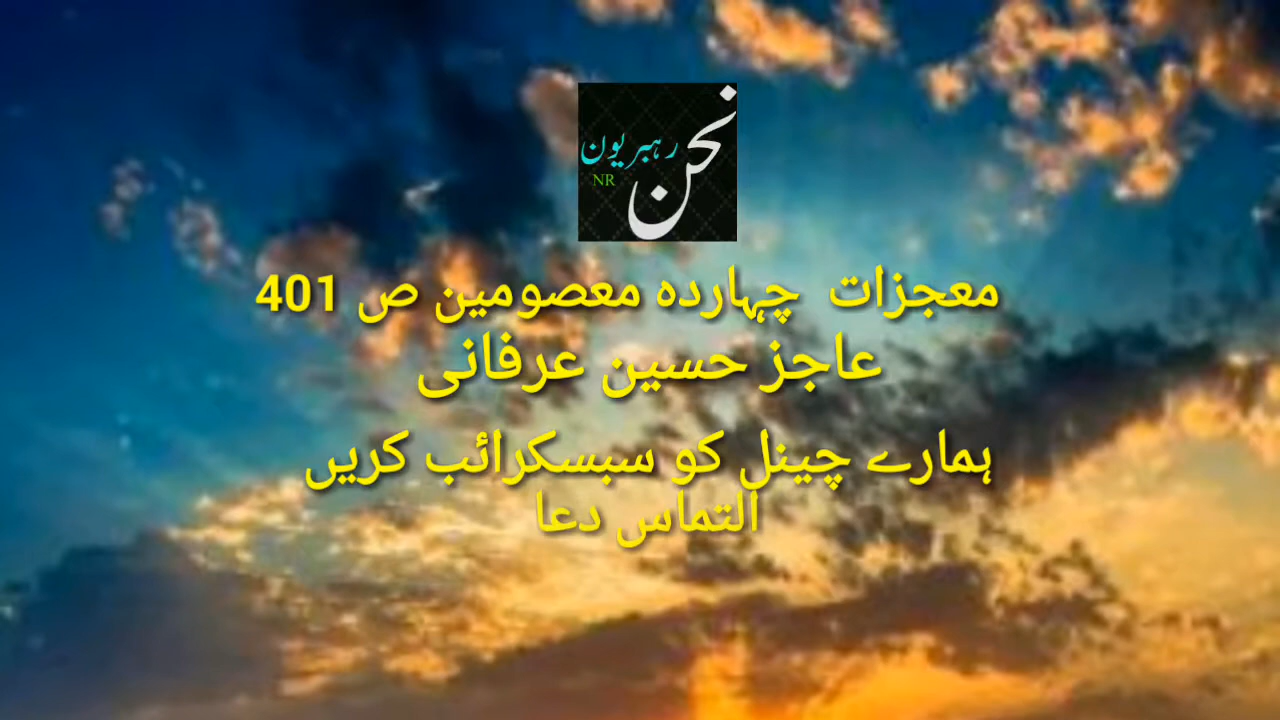 نحن
رہبریون
NR
معجزات چہاردہ معصومین ص 401
عاجز حسین عرفانی
ہمارے چینل کو سبسکرائب کریں
التماس دعا